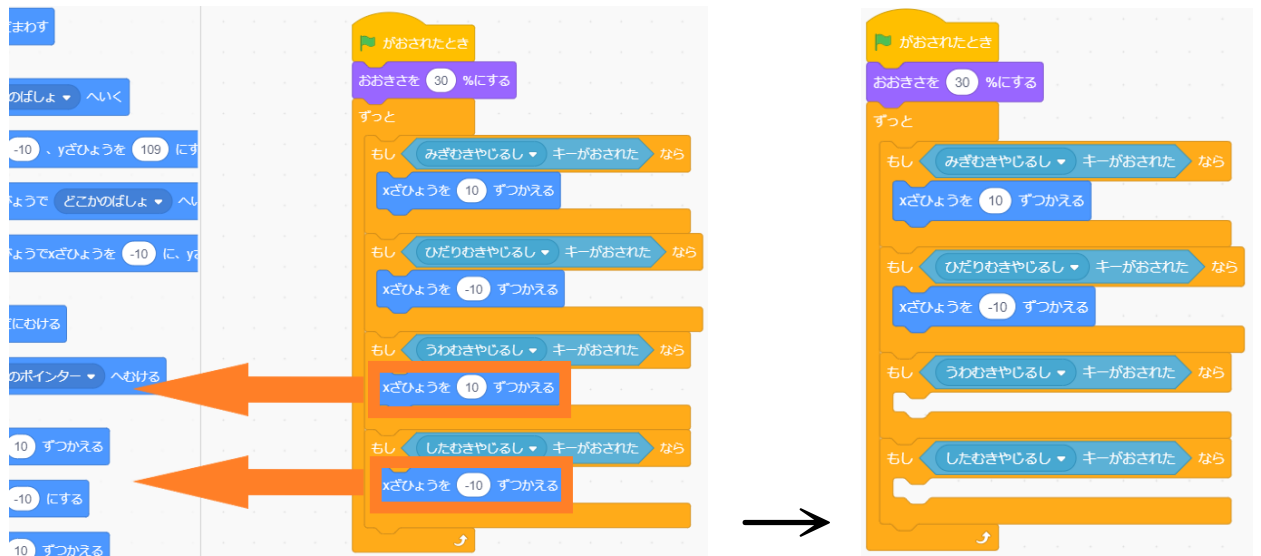 まわす
のばしょ へいく
-10 、yざひょうを 109 にす
ょうで どこかのばしょ へ
ょうでxざひょうを -10 に、y
にむける
のポインター へむける
10 ずつかえる
-10 にする
10 ずつかえる
がおされたとき
おおきさを 30 %にする
ずっと
もし みぎむきやじるし キーがおされた なら
xざひょうを 10 ずつかえる
もし ひだりむきやじるし キーがおされた なら
xざひょうを -10 ずつかえる
もし うわむきやじるし キーがおされた なら
xざひょうを 10 ずつかえる
もし したむきやじるし キーがおされた なら
xざひょうを -10 ずつかえる
がおされたとき
おおきさを 30 %にする
ずっと
もし みぎむきやじるし キーがおされた なら
xざひょうを 10 ずつかえる
もし ひだりむきやじるし キーがおされた なら
xざひょうを -10 ずつかえる
もし うわむきやじるし キーがおされた なら
もし したむきやじるし キーがおされた なら